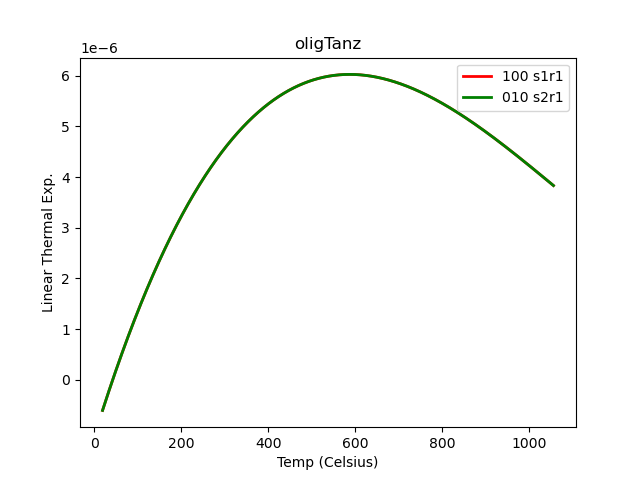 oligTanz
1e−6
100 s1r1
010 s2r1
6
5
4
3
2
1
0
Linear Thermal Exp.
0 200 400 600 800 1000
Temp (Celsius)